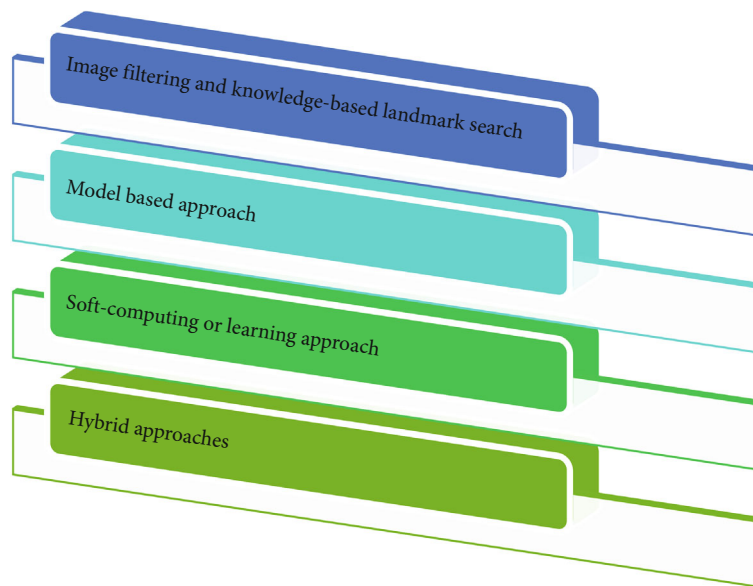 Image filtering and knowledge-based landmark search
Model based approach
Soft-computing or learning approach
Hybrid approaches